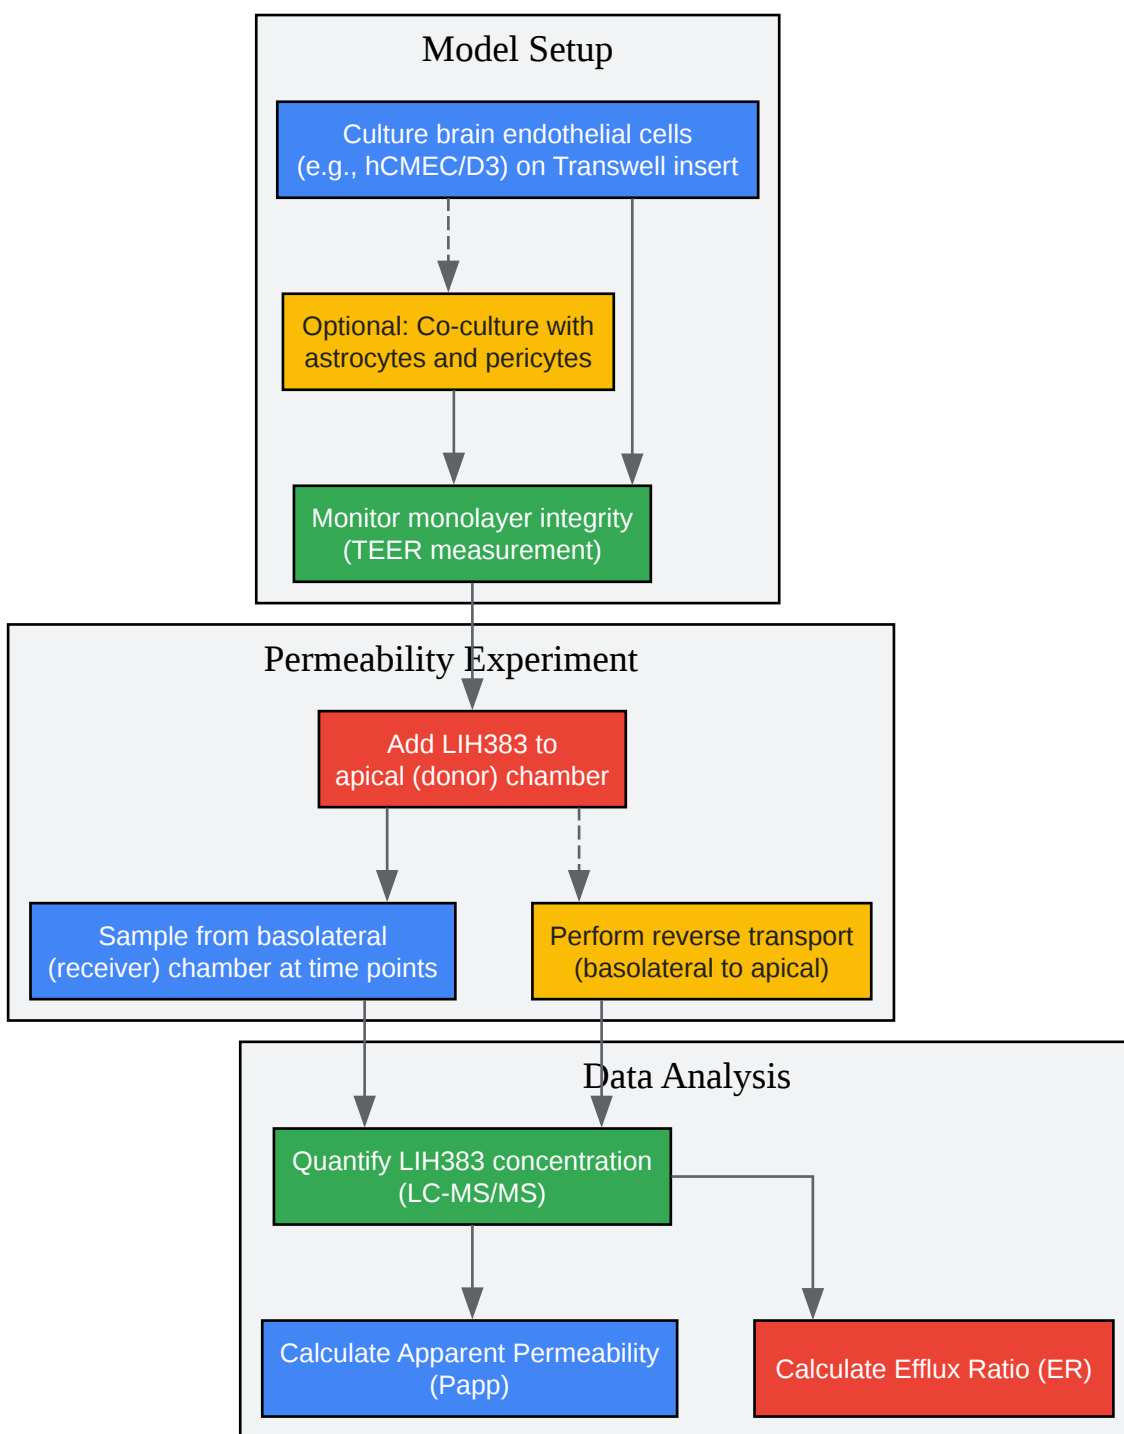 Model Setup
Culture brain endothelial cells
(e.g., hCMEC/D3) on Transwell insert
Optional: Co-culture with
astrocytes and pericytes
Monitor monolayer integrity
(TEER measurement)
Permeability Experiment
Add LIH383 to
apical (donor) chamber
Sample from basolateral
(receiver) chamber at time points
Perform reverse transport
(basolateral to apical)
Data Analysis
Quantify LIH383 concentration
(LC-MS/MS)
Calculate Apparent Permeability
(Papp)
Calculate Efflux Ratio (ER)